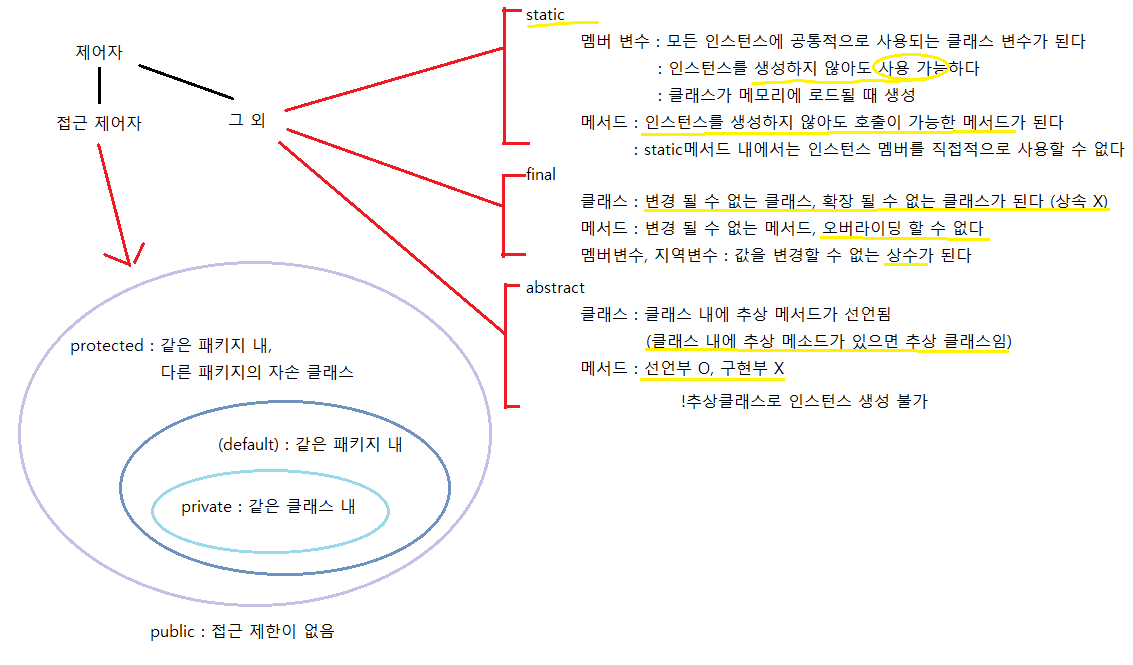 제어자
접근 제어자
그 외
static
멤버 변수 : 모든 인스턴스에 공통적으로 사용되는 클래스 변수가 된다
: 인스턴스를 생성하지 않아도 사용 가능하다
: 클래스가 메모리에 로드될 때 생성
메서드 : 인스턴스를 생성하지 않아도 호출이 가능한 메서드가 된다
: static메서드 내에서는 인스턴스 멤버를 직접적으로 사용할 수 없다
final
클래스 : 변경 될 수 없는 클래스, 확장 될 수 없는 클래스가 된다 (상속 X)
메서드 : 변경 될 수 없는 메서드, 오버라이딩 할 수 없다
멤버변수, 지역변수 : 값을 변경할 수 없는 상수가 된다
abstract
클래스 : 클래스 내에 추상 메서드가 선언됨
(클래스 내에 추상 메소드가 있으면 추상 클래스임)
메서드 : 선언부 O, 구현부 X
!추상클래스로 인스턴스 생성 불가
protected : 같은 패키지 내,
다른 패키지의 자손 클래스
(default) : 같은 패키지 내
private : 같은 클래스 내
public : 접근 제한이 없음